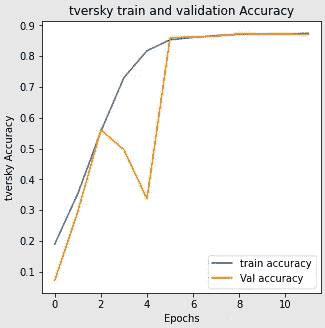 tversky train and validation Accuracy
0.9
0.8
0.7
0.6
0.5
0.4
0.3
0.2
0.1
tversky Accuracy
0 2 4 6 8 10
Epochs
train accuracy
Val accuracy